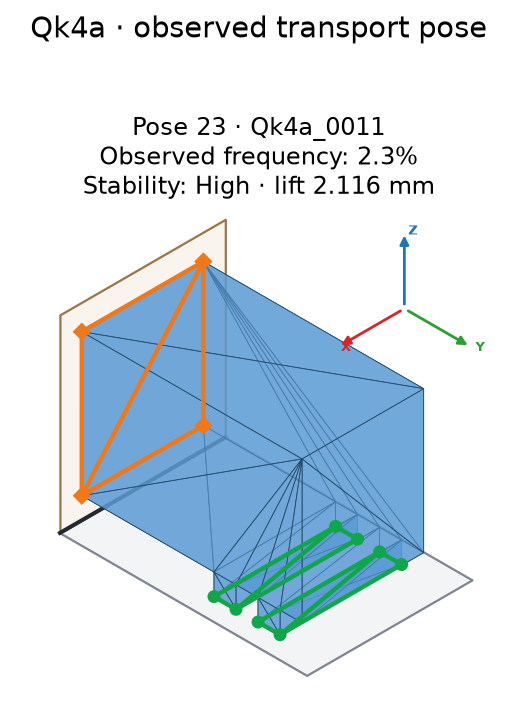 Qk4a · observed transport pose
Pose 23 · Qk4a_0011
Observed frequency: 2.3%
Stability: High · lift 2.116 mm
Z
X
Y